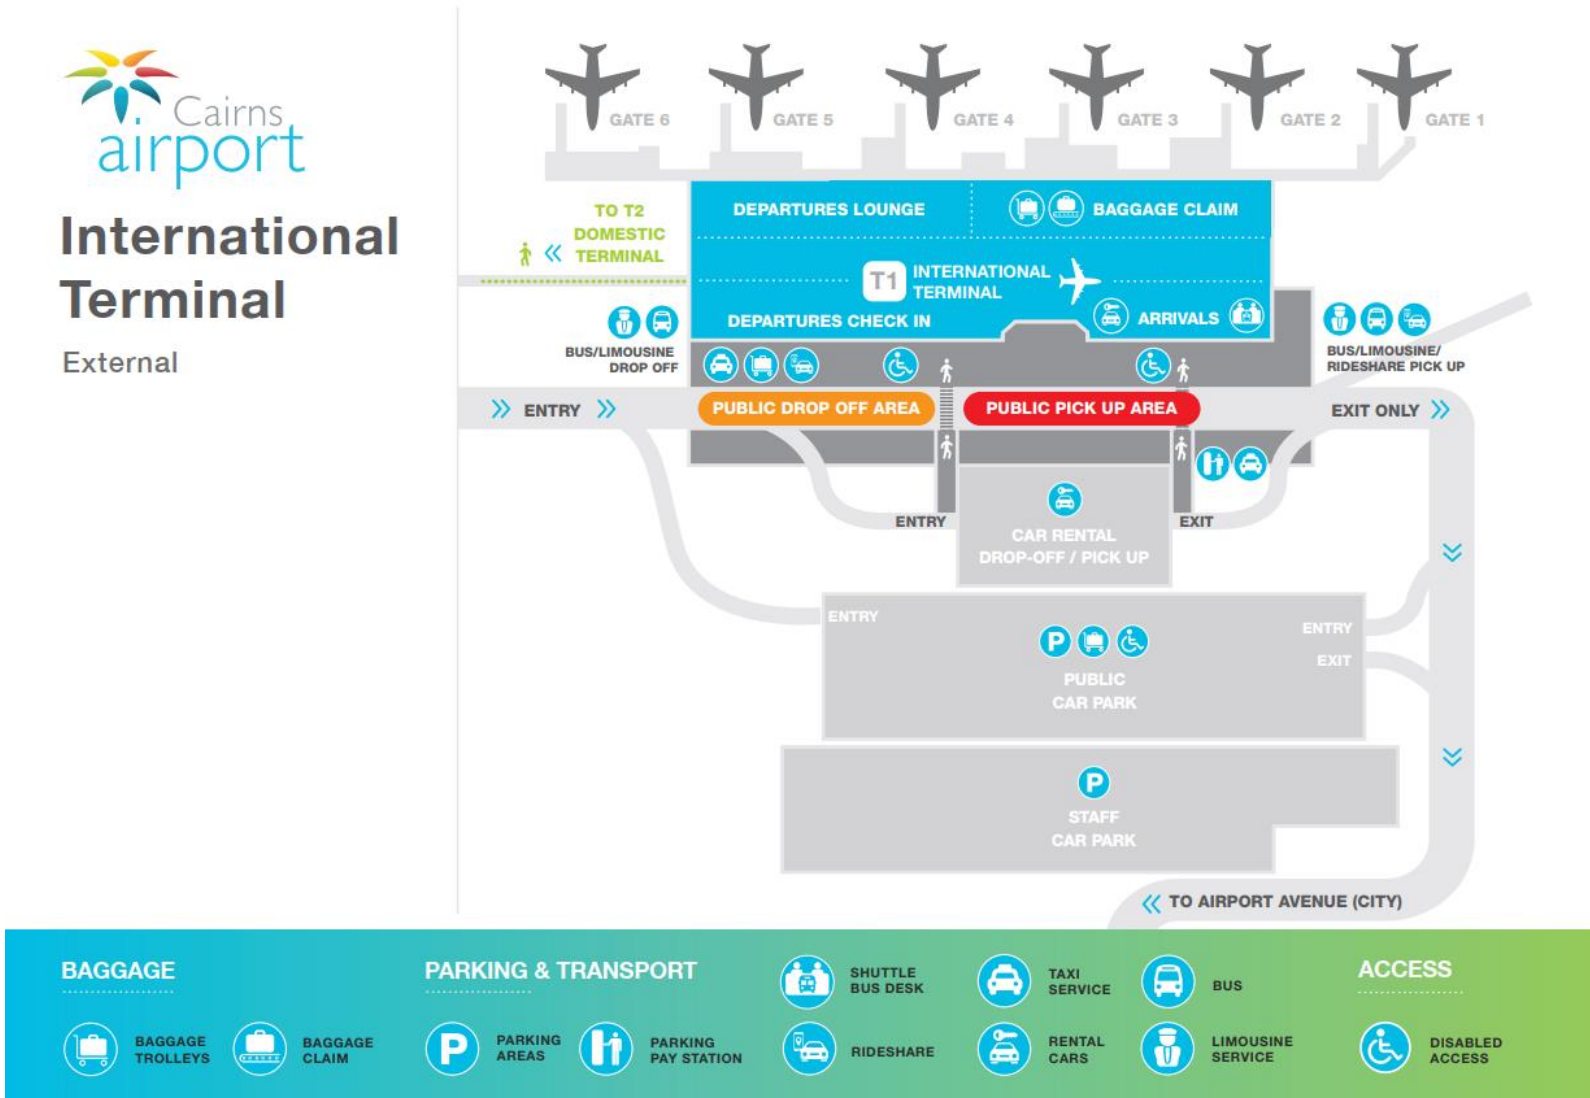 Cairns
airport
International
Terminal
External
GATE 6
GATE 5
GATE 4
GATE 3
GATE 2
GATE 1
TO T2
DOMESTIC
TERMINAL
DEPARTURES LOUNGE
BAGGAGE CLAIM
T1
INTERNATIONAL
TERMINAL
DEPARTURES CHECK IN
ARRIVALS
BUS/LIMOUSINE
DROP OFF
BUS/LIMOUSINE/
RIDESHARE PICK UP
ENTRY
PUBLIC DROP OFF AREA
PUBLIC PICK UP AREA
EXIT ONLY
ENTRY
EXIT
CAR RENTAL
DROP-OFF / PICK UP
ENTRY
ENTRY
EXIT
P
PUBLIC
CAR PARK
P
STAFF
CAR PARK
TO AIRPORT AVENUE (CITY)
BAGGAGE
BAGGAGE
TROLLEYS
BAGGAGE
CLAIM
PARKING & TRANSPORT
P
PARKING
AREAS
PARKING
PAY STATION
SHUTTLE
BUS DESK
RIDESHARE
TAXI
SERVICE
RENTAL
CARS
BUS
LIMOUSINE
SERVICE
ACCESS
DISABLED
ACCESS